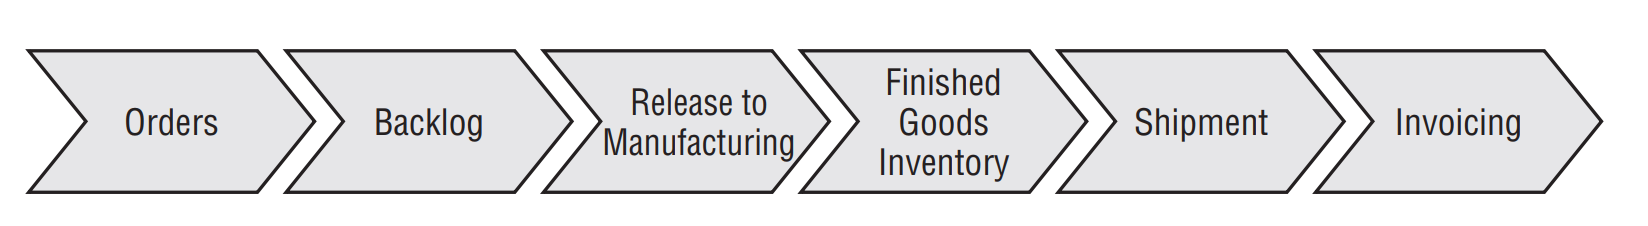 Orders
Backlog
Release to
Manufacturing
Finished
Goods
Inventory
Shipment
Invoicing